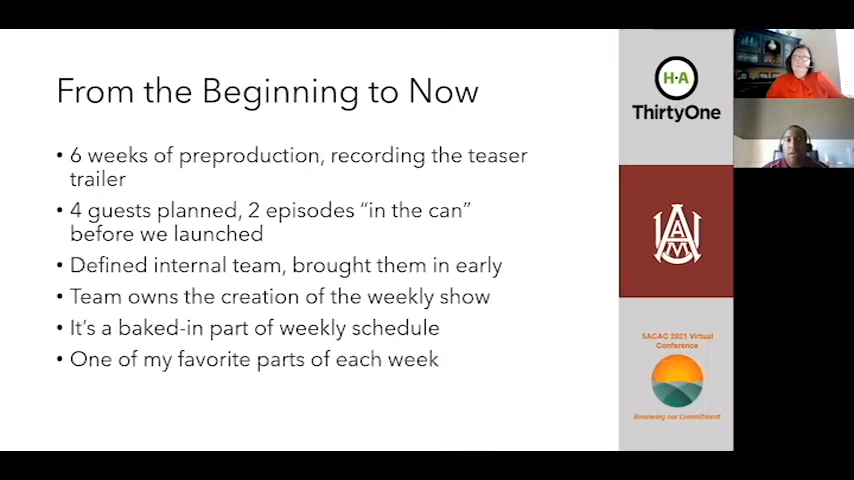 From the Beginning to Now
• 6 weeks of preproduction, recording the teaser
trailer
• 4 guests planned, 2 episodes “in the can”
before we launched
• Defined internal team, brought them in early
• Team owns the creation of the weekly show
• It’s a baked-in part of weekly schedule
• One of my favorite parts of each week
H·A
ThirtyOne
AAM
SACAC 2021 Virtual
Conference
Renewing our Commitment